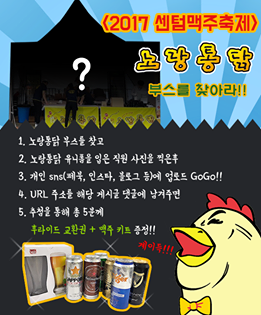 <2017 센텀맥주축제>
노랑통닭
부스를 찾아라!!
?
1. 노랑통닭 부스를 찾고
2. 노랑통닭 유니폼을 입은 직원 사진을 찍은후
3. 개인 sns(페북, 인스타, 블로그 등)에 업로드 GoGo!!
4. URL 주소를 해당 게시글 댓글에 남겨주면
5. 추첨을 통해 총 5분께
후라이드 교환권 + 맥주 키트 증정!!